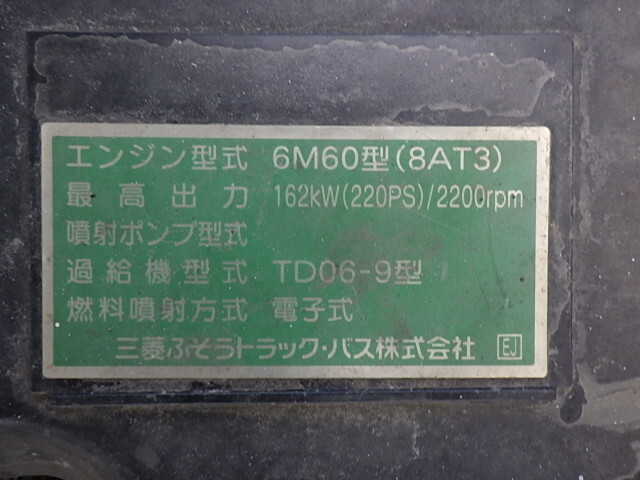 エンジン型式 6M60型(8AT3)
最高出力 162kW(220PS)/2200rpm
噴射ポンプ型式
過給機型式 TD06-9型
燃料噴射方式 電子式
三菱ふそうトラック・バス株式会社 EJ